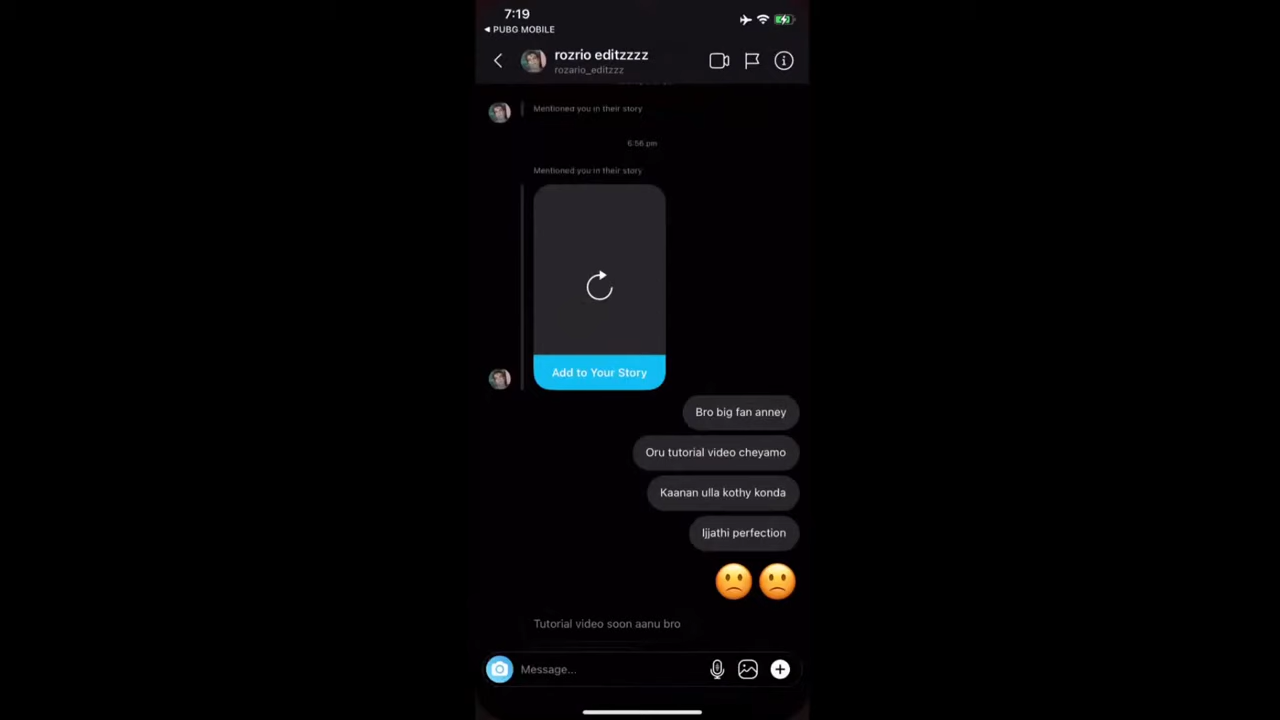 7:19
◀ PUBG MOBILE
rozrio editzzzz
rozario_editzzz
Mentioned you in their story
6:56 pm
Mentioned you in their story
Add to Your Story
Bro big fan anney
Oru tutorial video cheyamo
Kaanan ulla kothy konda
Ijjathi perfection
🙁🙁
Tutorial video soon aanu bro
Message...